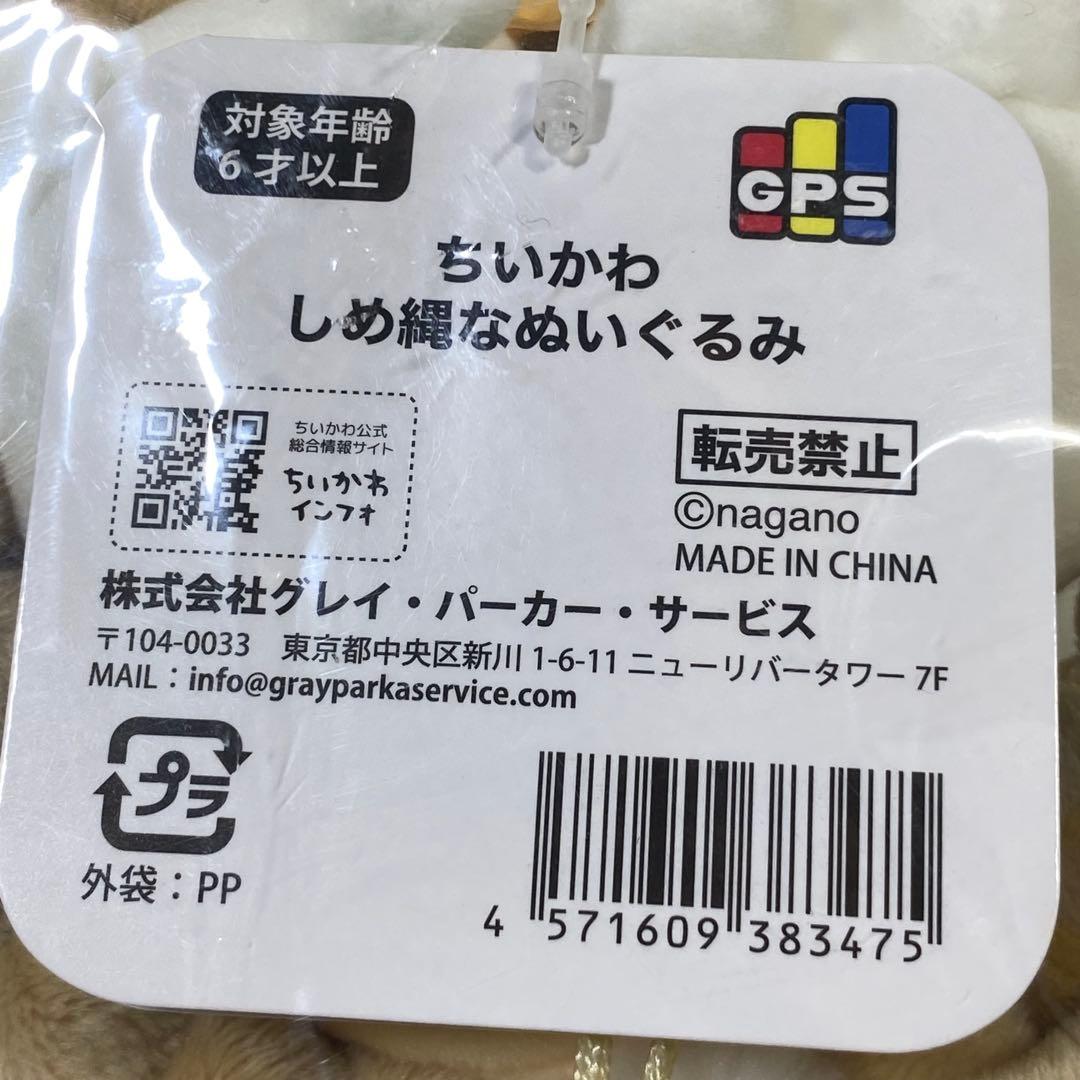 対象年齢
6才以上
GPS
ちいかわ
しめ縄なぬいぐるみ
ちいかわ公式
総合情報サイト
ちいかわ
インフォ
転売禁止
©nagano
MADE IN CHINA
株式会社グレイ・パーカー・サービス
〒104-0033 東京都中央区新川 1-6-11 ニューリバータワー 7F
MAIL：info@grayparkaservice.com
プラ
外袋：PP
4 571609 383475